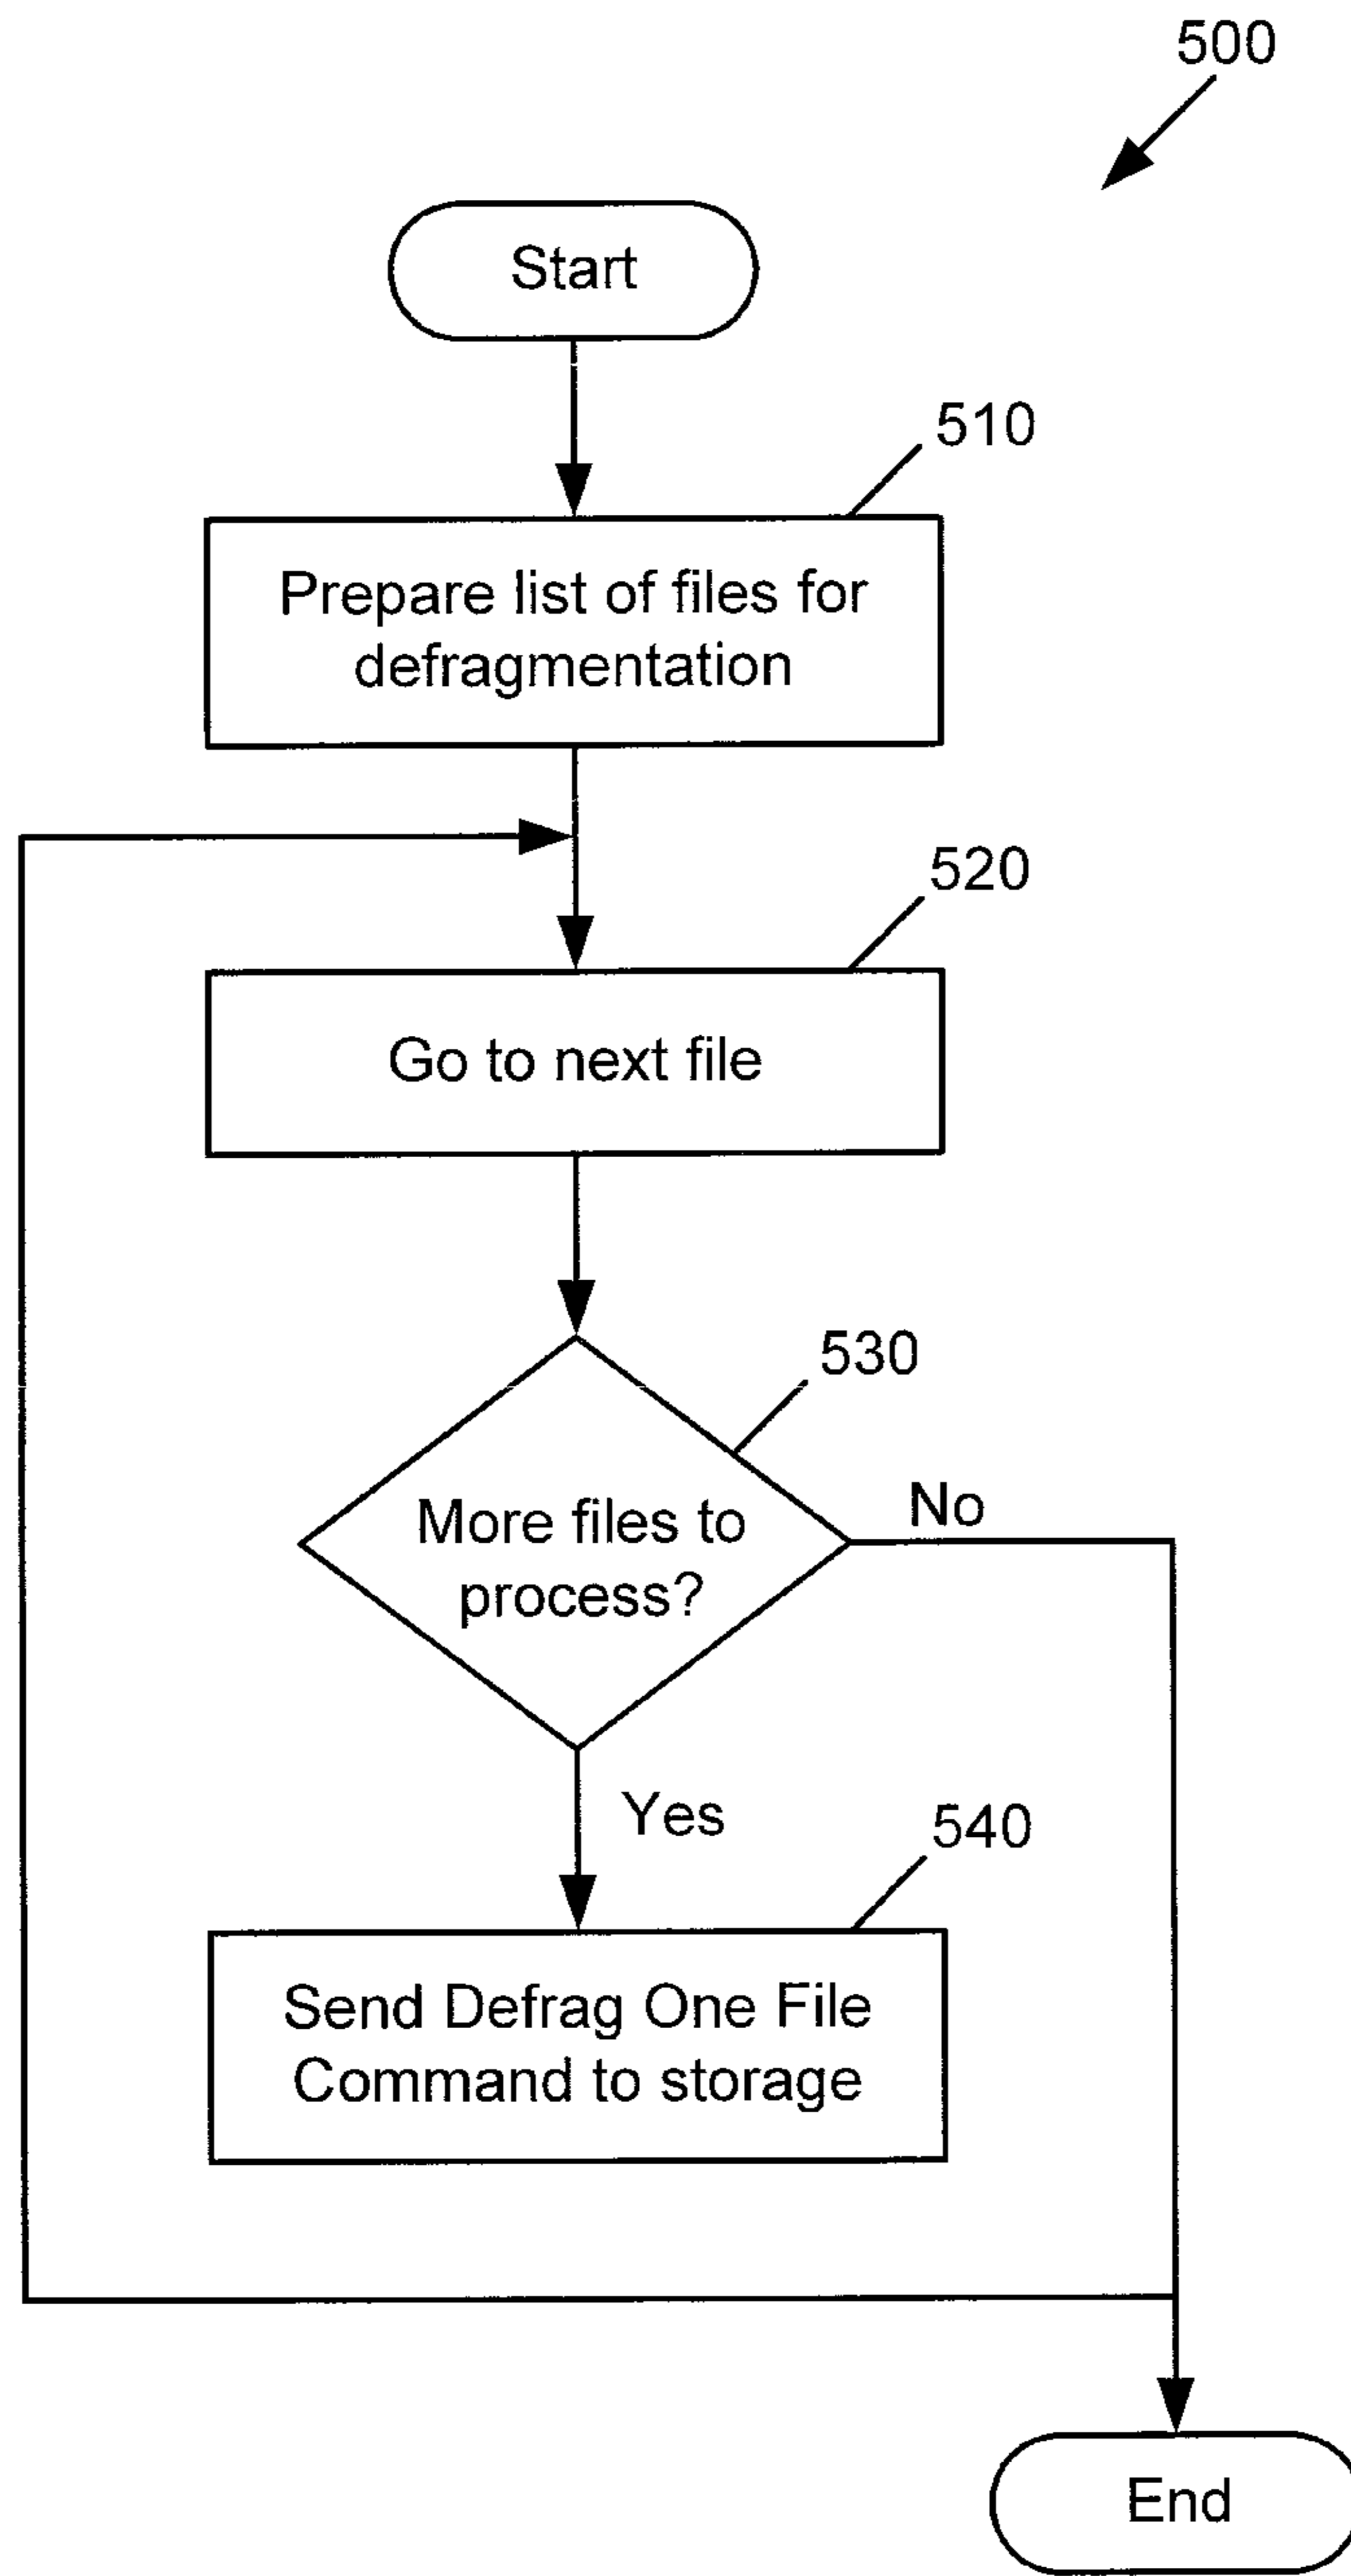 500
Start
510
Prepare list of files for
defragmentation
520
Go to next file
530
More files to
process?
No
Yes
540
Send Defrag One File
Command to storage
End